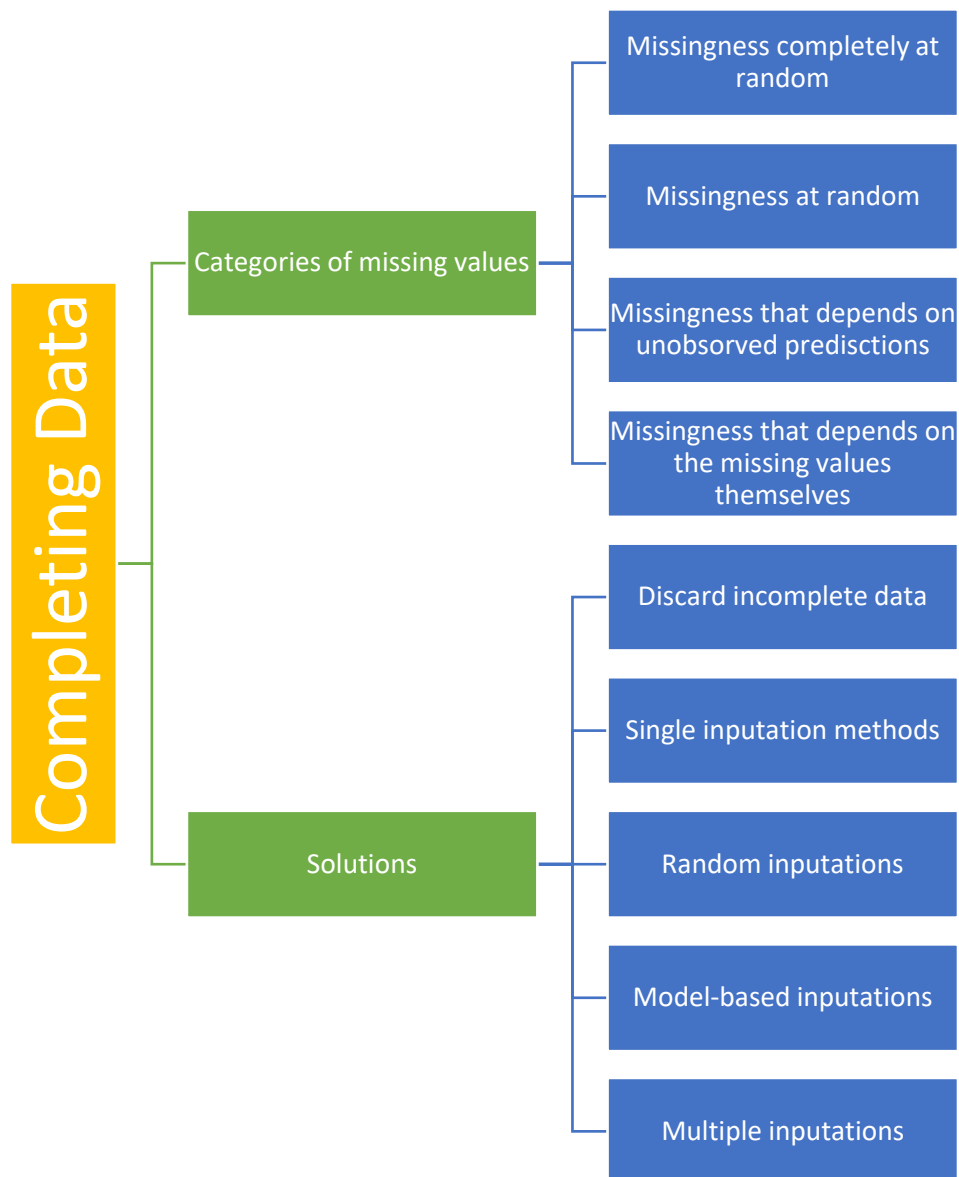 Completing Data
Categories of missing values
Missingness completely at
random
Missingness at random
Missingness that depends on
unobsorved predisctions
Missingness that depends on
the missing values
themselves
Solutions
Discard incomplete data
Single inputation methods
Random inputations
Model-based inputations
Multiple inputations